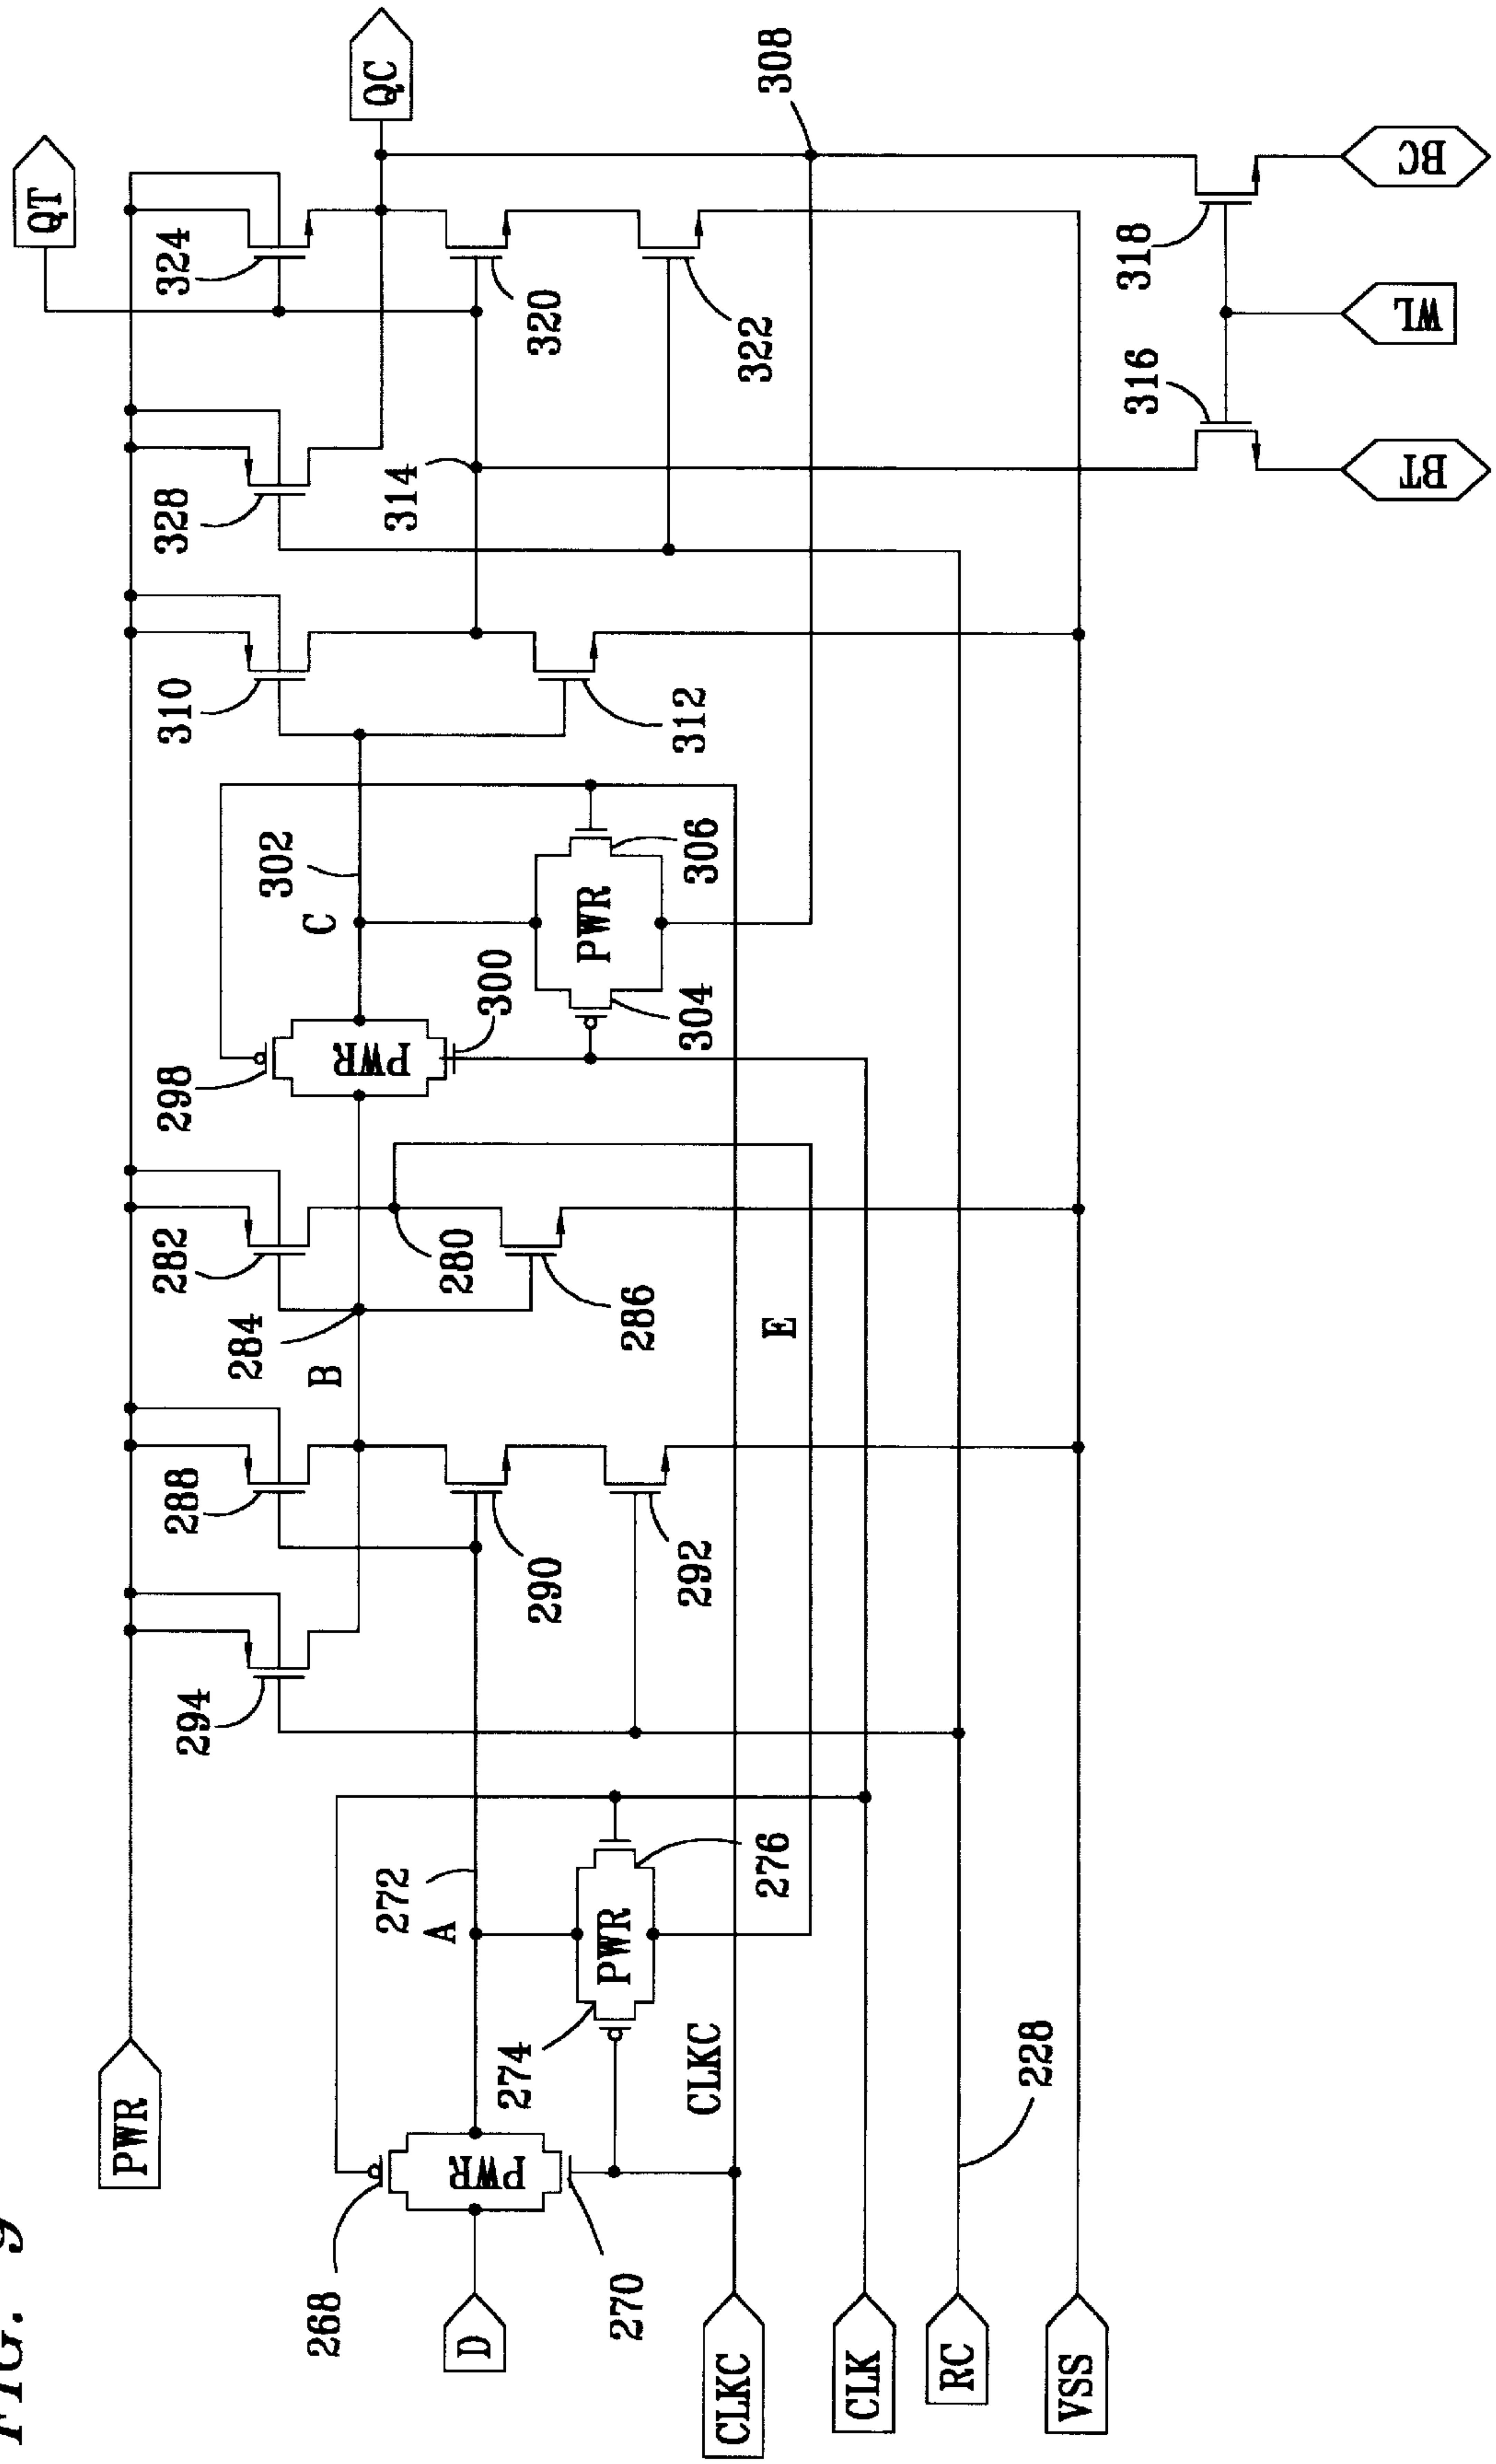 FIG. 9
PWR
D
CLKC
CLK
RC
VSS
QT
QC
BC
WL
BT
268
PWR
270
274
PWR
276
272
A
CLKC
228
294
288
290
292
B
284
282
280
286
E
298
PWR
300
C
302
304
PWR
306
310
312
328
314
324
320
322
308
316
318